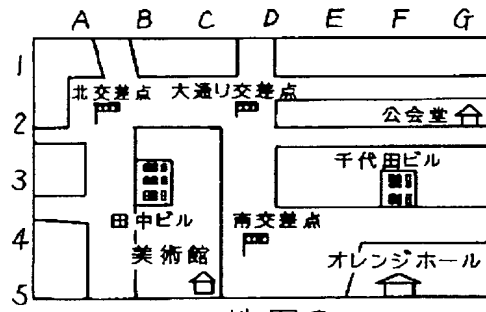 A B C D E F G
1
北交差点 大通り交差点
2 公会堂
3 千代田ビル
田中ビル 南交差点
4 美術館 オレンジホール
5